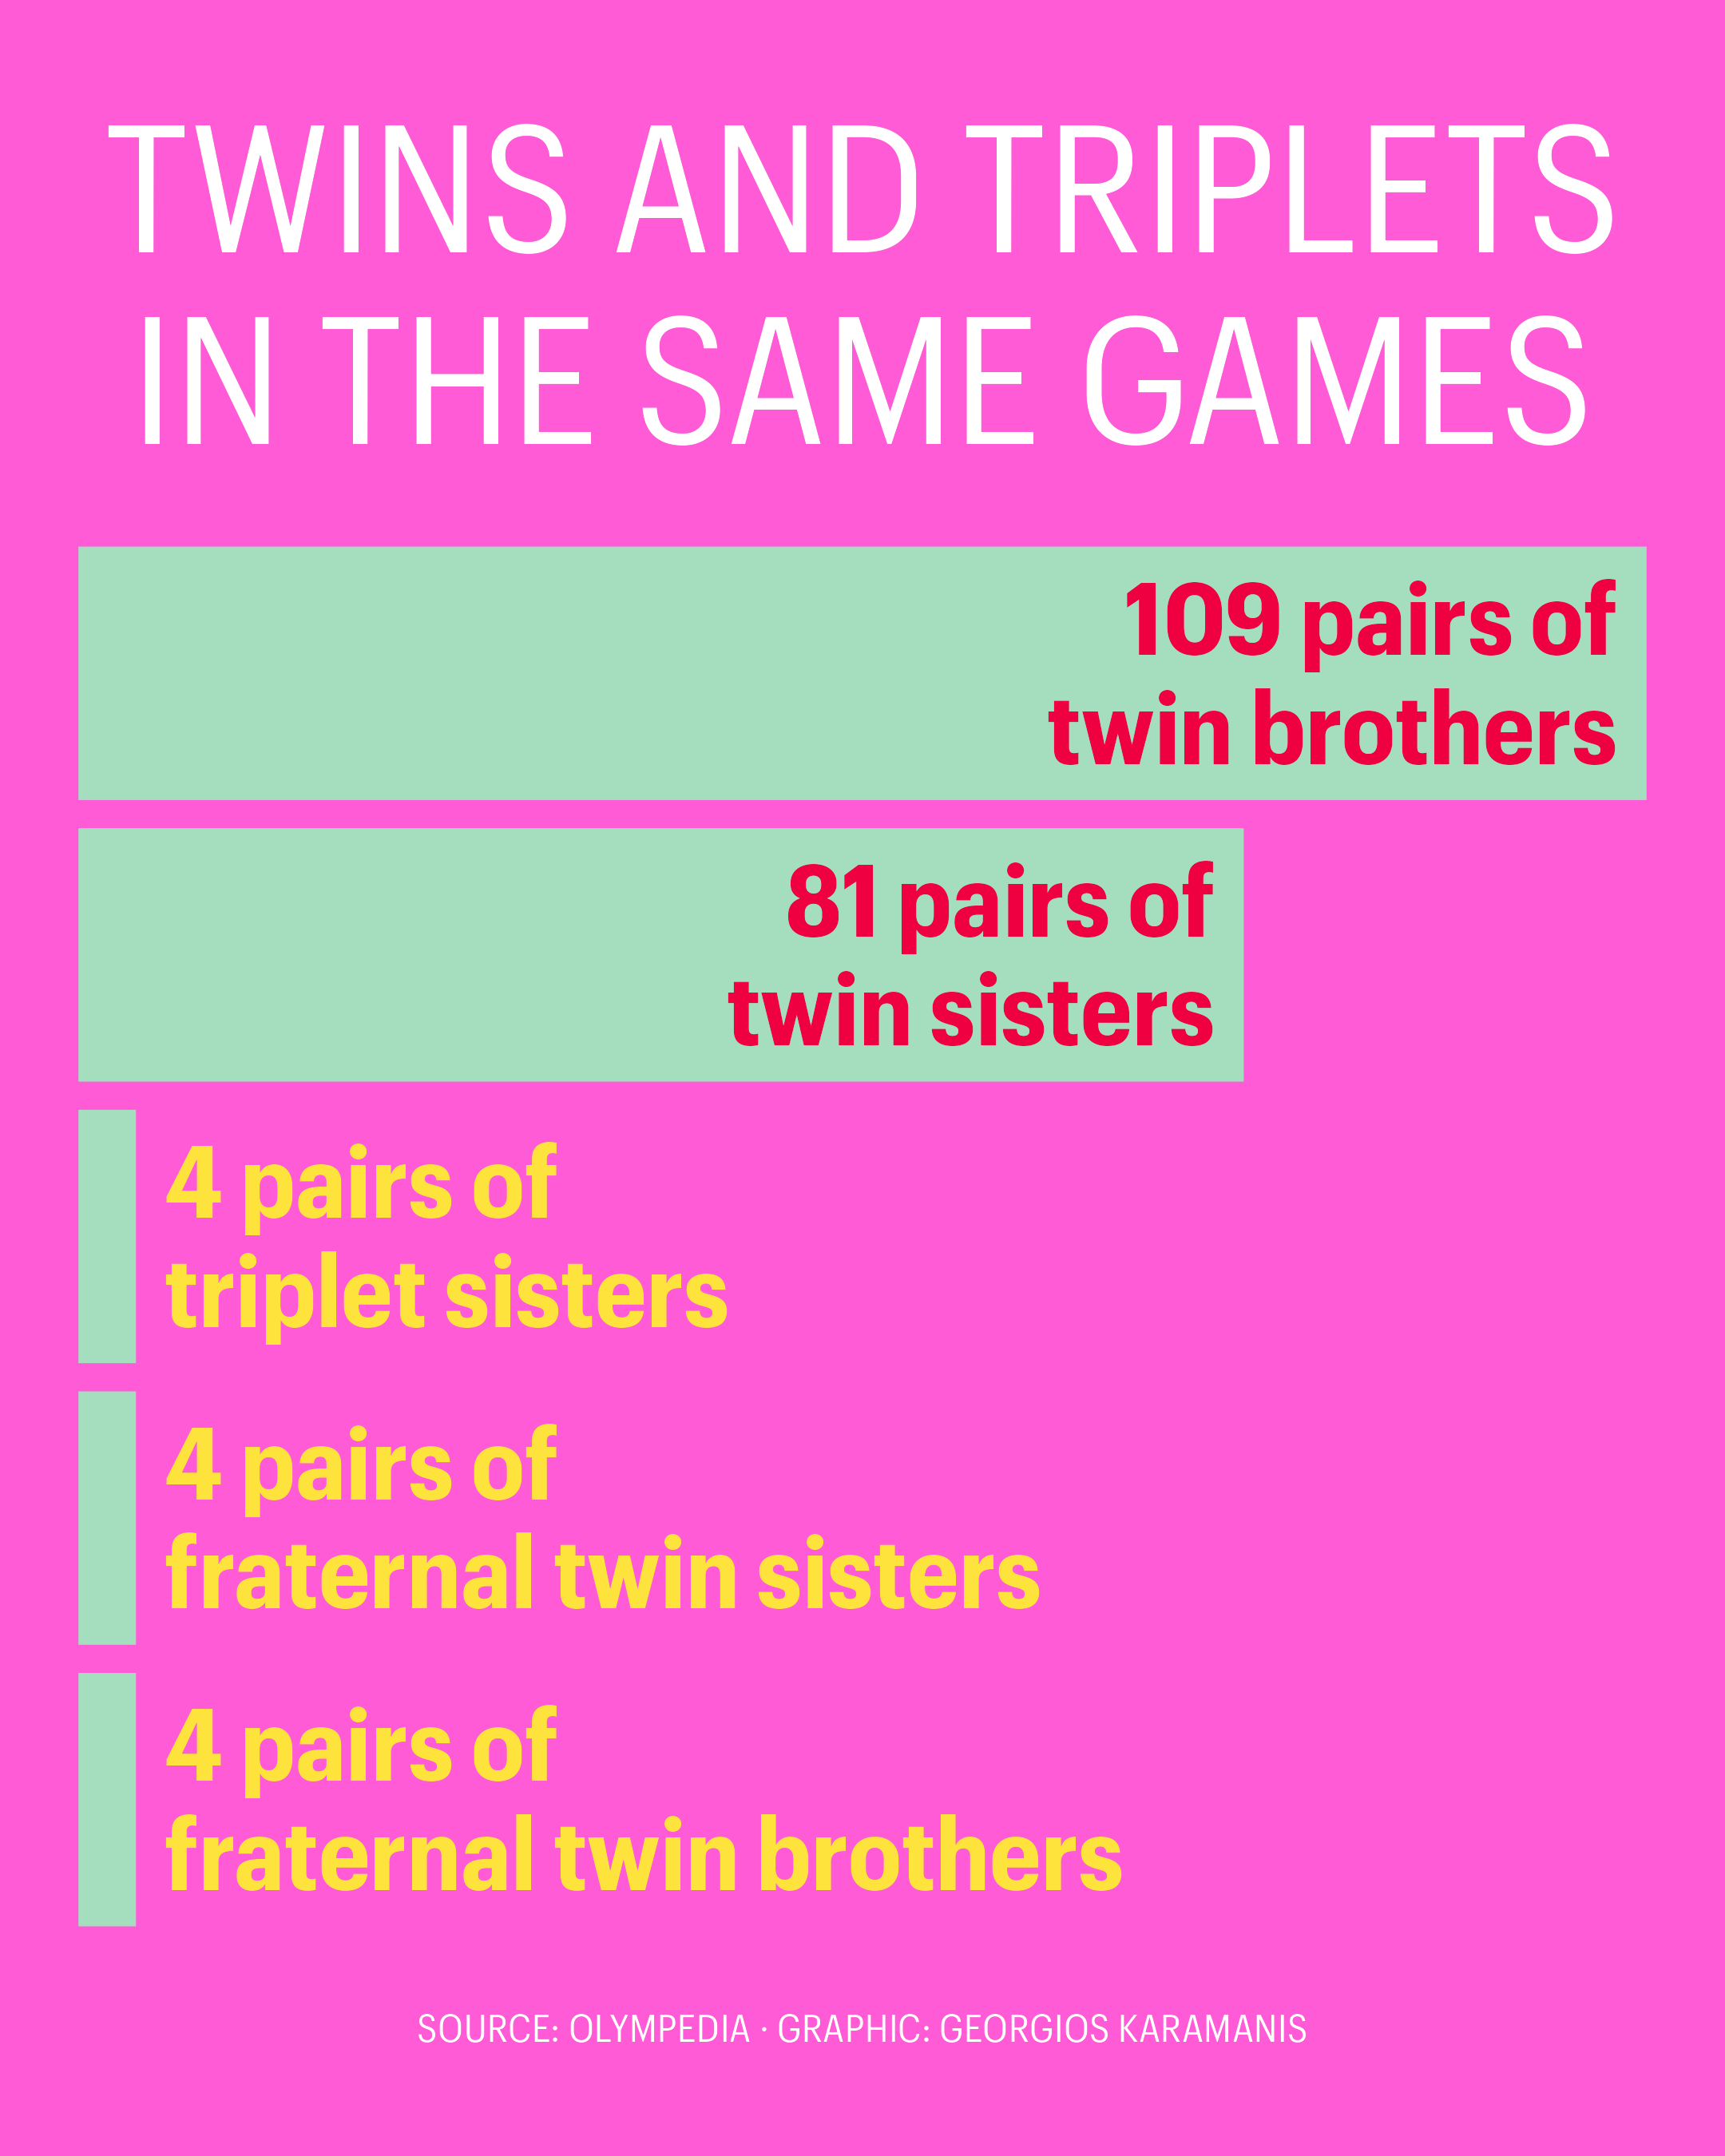 TWINS AND TRIPLETS
IN THE SAME GAMES
109 pairs of
twin brothers
81 pairs of
twin sisters
4 pairs of
triplet sisters
4 pairs of
fraternal twin sisters
4 pairs of
fraternal twin brothers
SOURCE: OLYMPEDIA · GRAPHIC: GEORGIOS KARAMANIS